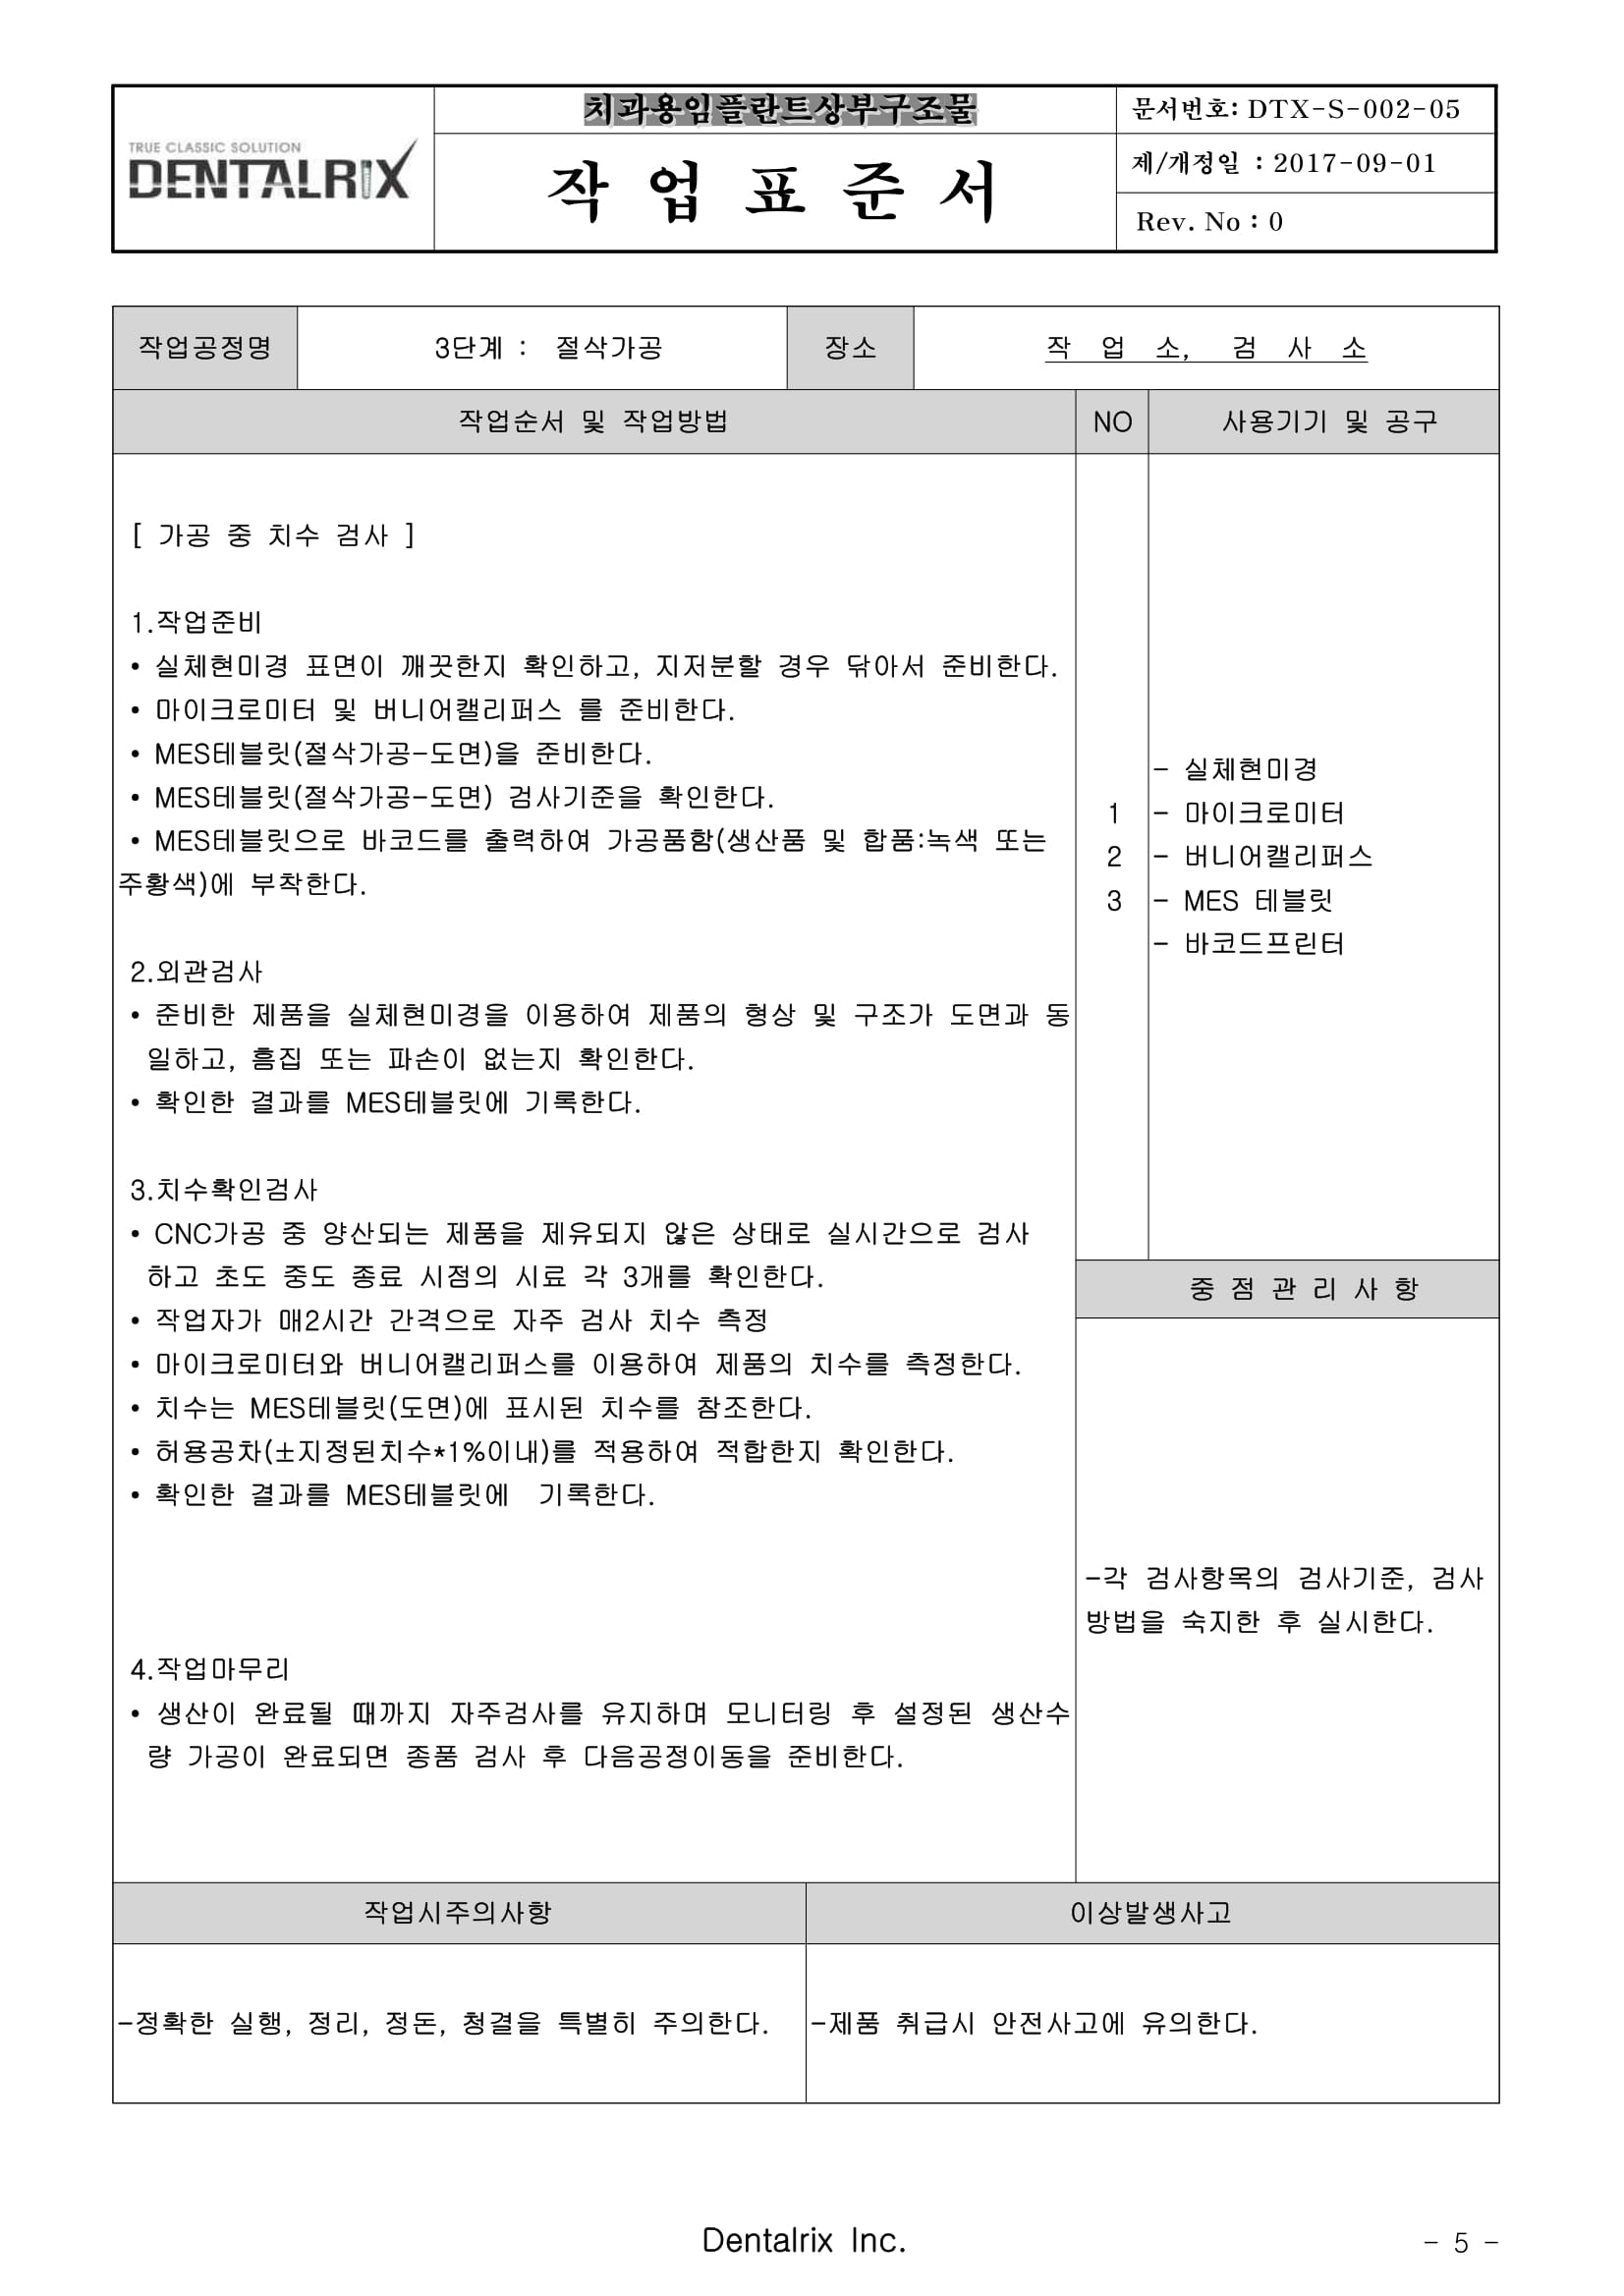 TRUE CLASSIC SOLUTION
DENTALRIX
치과용임플란트상부구조물
작 업 표 준 서
문서번호: DTX-S-002-05
제/개정일 : 2017-09-01
Rev. No : 0
작업공정명
3단계 : 절삭가공
장소
작 업 소, 검 사 소
작업순서 및 작업방법
NO
사용기기 및 공구
[ 가공 중 치수 검사 ]
1.작업준비
• 실체현미경 표면이 깨끗한지 확인하고, 지저분할 경우 닦아서 준비한다.
• 마이크로미터 및 버니어캘리퍼스 를 준비한다.
• MES테블릿(절삭가공-도면)을 준비한다.
• MES테블릿(절삭가공-도면) 검사기준을 확인한다.
• MES테블릿으로 바코드를 출력하여 가공품함(생산품 및 합품:녹색 또는
주황색)에 부착한다.
2.외관검사
• 준비한 제품을 실체현미경을 이용하여 제품의 형상 및 구조가 도면과 동
일하고, 흠집 또는 파손이 없는지 확인한다.
• 확인한 결과를 MES테블릿에 기록한다.
3.치수확인검사
• CNC가공 중 양산되는 제품을 제유되지 않은 상태로 실시간으로 검사
하고 초도 중도 종료 시점의 시료 각 3개를 확인한다.
• 작업자가 매2시간 간격으로 자주 검사 치수 측정
• 마이크로미터와 버니어캘리퍼스를 이용하여 제품의 치수를 측정한다.
• 치수는 MES테블릿(도면)에 표시된 치수를 참조한다.
• 허용공차(±지정된치수*1%이내)를 적용하여 적합한지 확인한다.
• 확인한 결과를 MES테블릿에 기록한다.
4.작업마무리
• 생산이 완료될 때까지 자주검사를 유지하며 모니터링 후 설정된 생산수
량 가공이 완료되면 종품 검사 후 다음공정이동을 준비한다.
1
2
3
- 실체현미경
- 마이크로미터
- 버니어캘리퍼스
- MES 테블릿
- 바코드프린터
중 점 관 리 사 항
-각 검사항목의 검사기준, 검사
방법을 숙지한 후 실시한다.
작업시주의사항
이상발생사고
-정확한 실행, 정리, 정돈, 청결을 특별히 주의한다.
-제품 취급시 안전사고에 유의한다.
Dentalrix Inc.
- 5 -